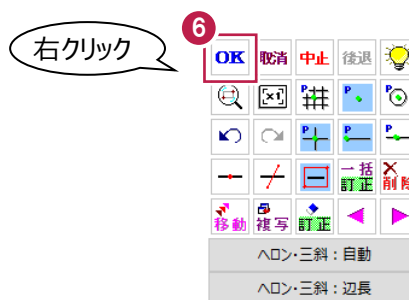 6
右クリック
OK 取消 中止 後退
[×1] P P P
P P P
一括訂正 削除
移動 複写 訂正
ヘロン・三斜：自動
ヘロン・三斜：辺長